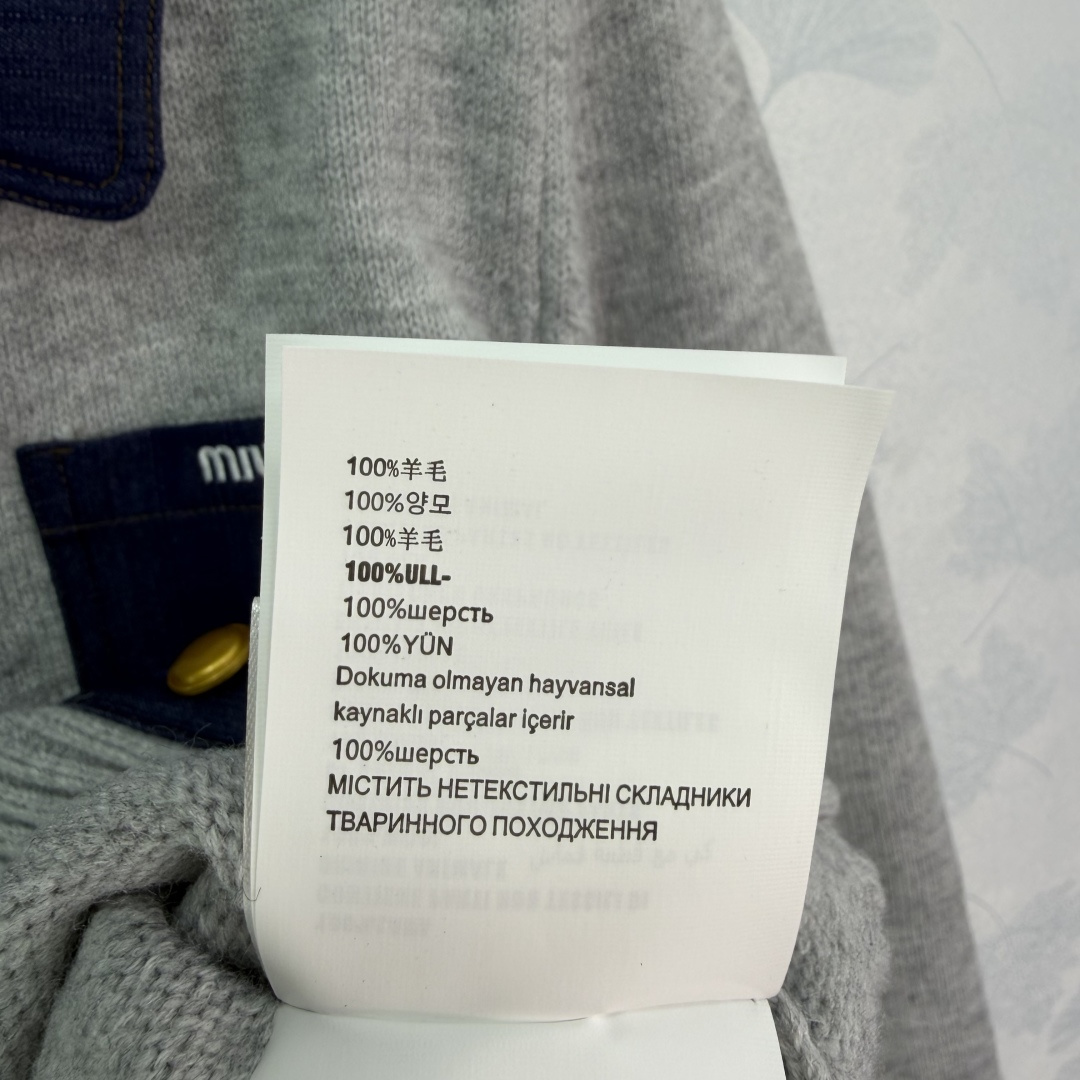 100%羊毛
100%양모
100%羊毛
100%ULL-
100%шерсть
100%YÜN
Dokuma olmayan hayvansal
kaynaklı parçalar içerir
100%шерсть
МІСТИТЬ НЕТЕКСТИЛЬНІ СКЛАДНИКИ
ТВАРИННОГО ПОХОДЖЕННЯ